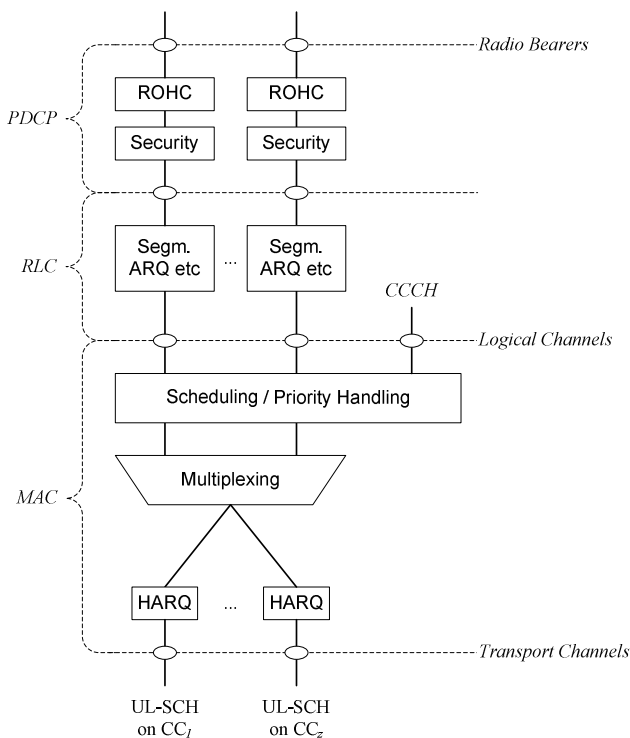 Radio Bearers
ROHC
ROHC
PDCP
Security
Security
Segm.
ARQ etc
...
Segm.
ARQ etc
RLC
CCCH
Logical Channels
Scheduling / Priority Handling
Multiplexing
MAC
HARQ
...
HARQ
Transport Channels
UL-SCH
on CC1
UL-SCH
on CCz